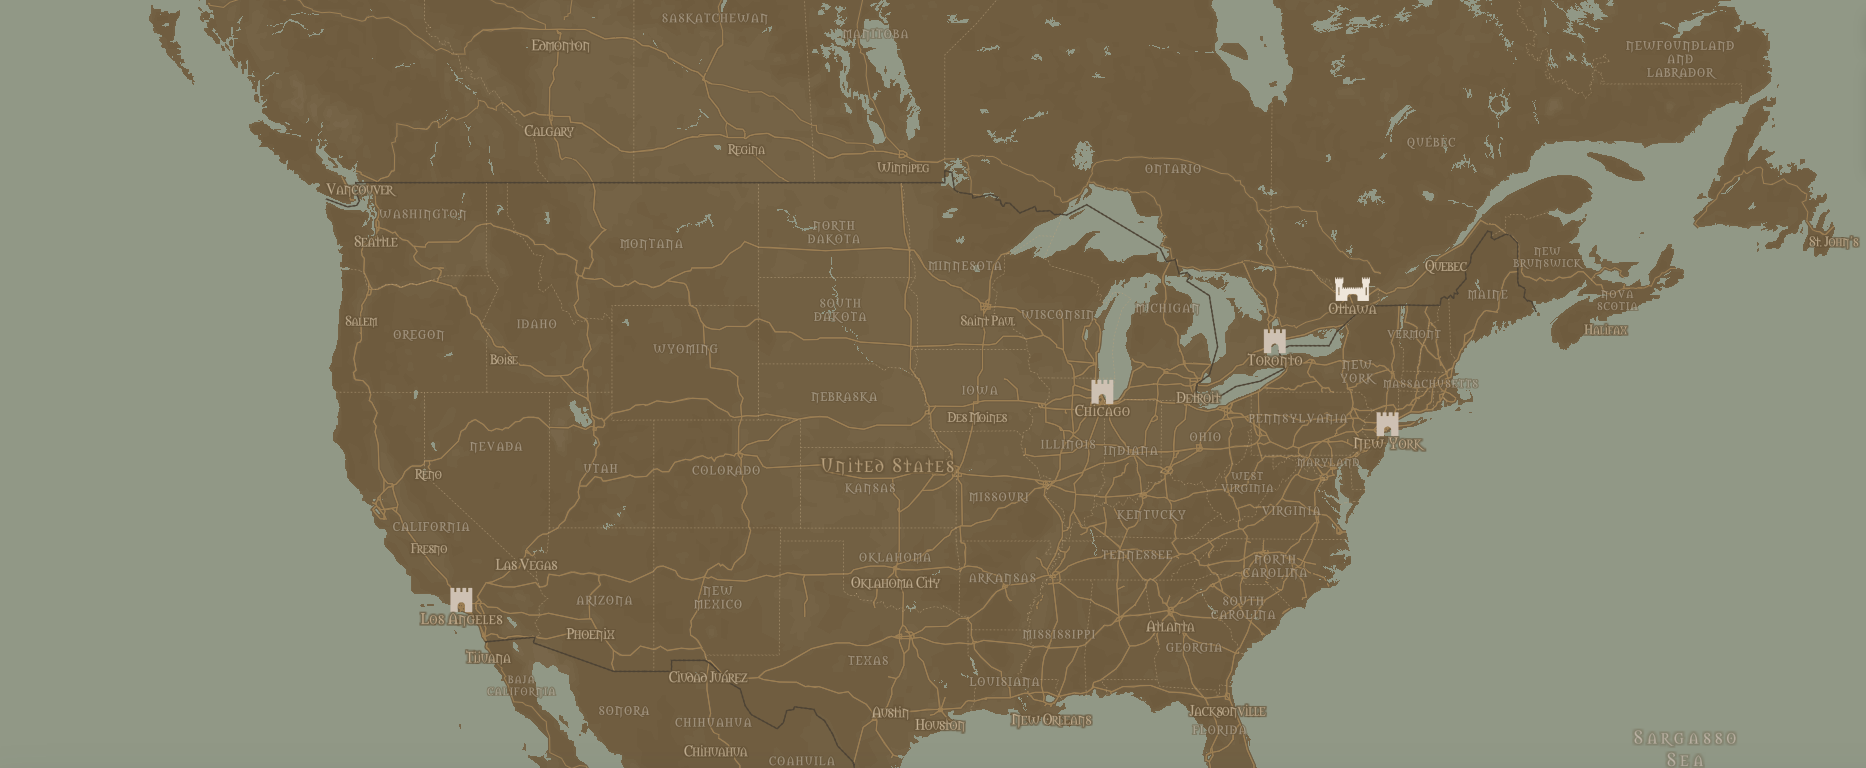 SASKATCHEWAN
MANITOBA
EDMONTON
NEWFOUNDLAND
AND
LABRADOR
CALGARY
REGINA
WINNIPEG
ONTARIO
QUÉBEC
VANCOUVER
WASHINGTON
SEATTLE
MONTANA
NORTH
DAKOTA
MINNESOTA
QUEBEC
NEW
BRUNSWICK
ST. JOHN'S
SALEM
OREGON
IDAHO
SOUTH
DAKOTA
SAINT PAUL
WISCONSIN
MICHIGAN
OTTAWA
MAINE
NOVA
SCOTIA
HALIFAX
BOISE
WYOMING
TORONTO
VERMONT
NEW
YORK
MASSACHUSETTS
NEBRASKA
IOWA
DES MOINES
CHICAGO
DETROIT
PENNSYLVANIA
NEW YORK
RENO
NEVADA
UTAH
COLORADO
UNITED STATES
KANSAS
MISSOURI
ILLINOIS
INDIANA
OHIO
WEST
VIRGINIA
MARYLAND
CALIFORNIA
FRESNO
LAS VEGAS
KENTUCKY
VIRGINIA
OKLAHOMA
OKLAHOMA CITY
ARKANSAS
TENNESSEE
NORTH
CAROLINA
LOS ANGELES
ARIZONA
NEW
MEXICO
PHOENIX
SOUTH
CAROLINA
MISSISSIPPI
ATLANTA
GEORGIA
TIJUANA
BAJA
CALIFORNIA
CIUDAD JUÁREZ
TEXAS
LOUISIANA
SONORA
CHIHUAHUA
AUSTIN
HOUSTON
NEW ORLEANS
JACKSONVILLE
FLORIDA
CHIHUAHUA
COAHUILA
SARGASSO
SEA